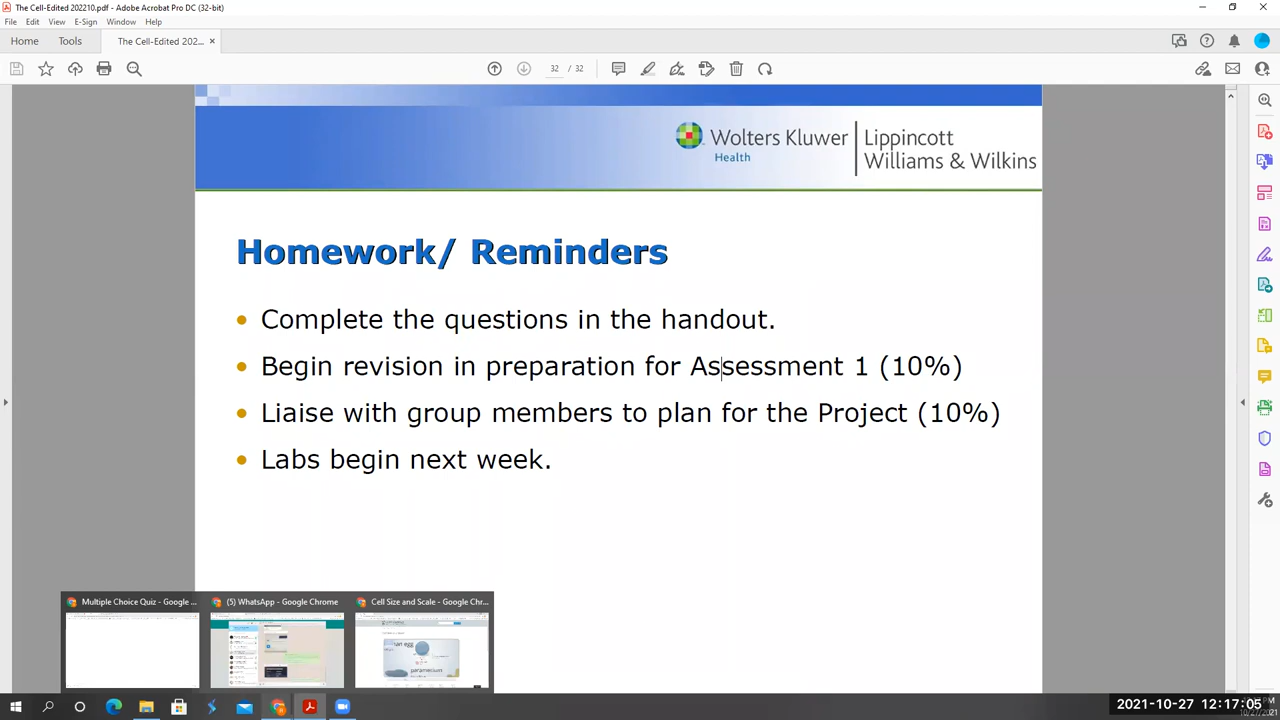 The Cell-Edited 202210.pdf - Adobe Acrobat Pro DC (32-bit)
File Edit View E-Sign Window Help
Home Tools The Cell-Edited 202... ×
32 / 32
Wolters Kluwer Health
Lippincott Williams & Wilkins
Homework/ Reminders
• Complete the questions in the handout.
• Begin revision in preparation for Assessment 1 (10%)
• Liaise with group members to plan for the Project (10%)
• Labs begin next week.
Multiple Choice Quiz - Google ... (5) WhatsApp - Google Chrome Cell Size and Scale - Google Chr...
2021-10-27 12:17:05